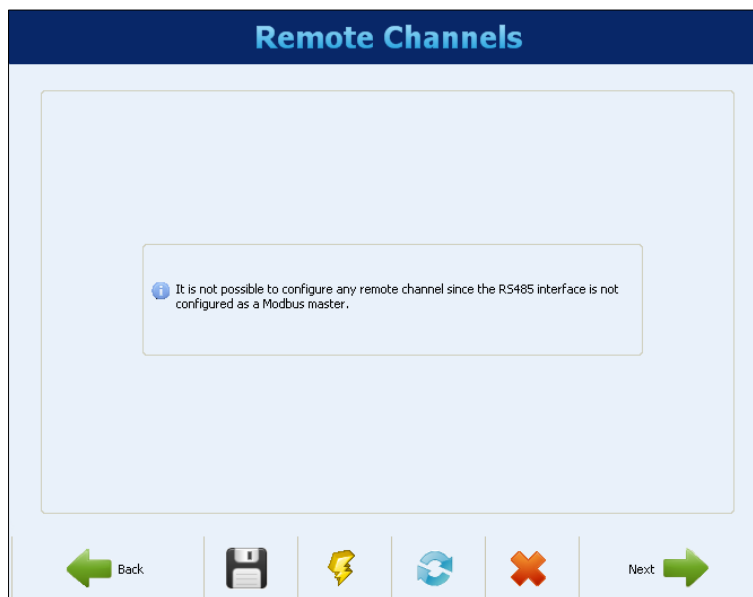 Remote Channels
It is not possible to configure any remote channel since the RS485 interface is not
configured as a Modbus master.
Back
Next